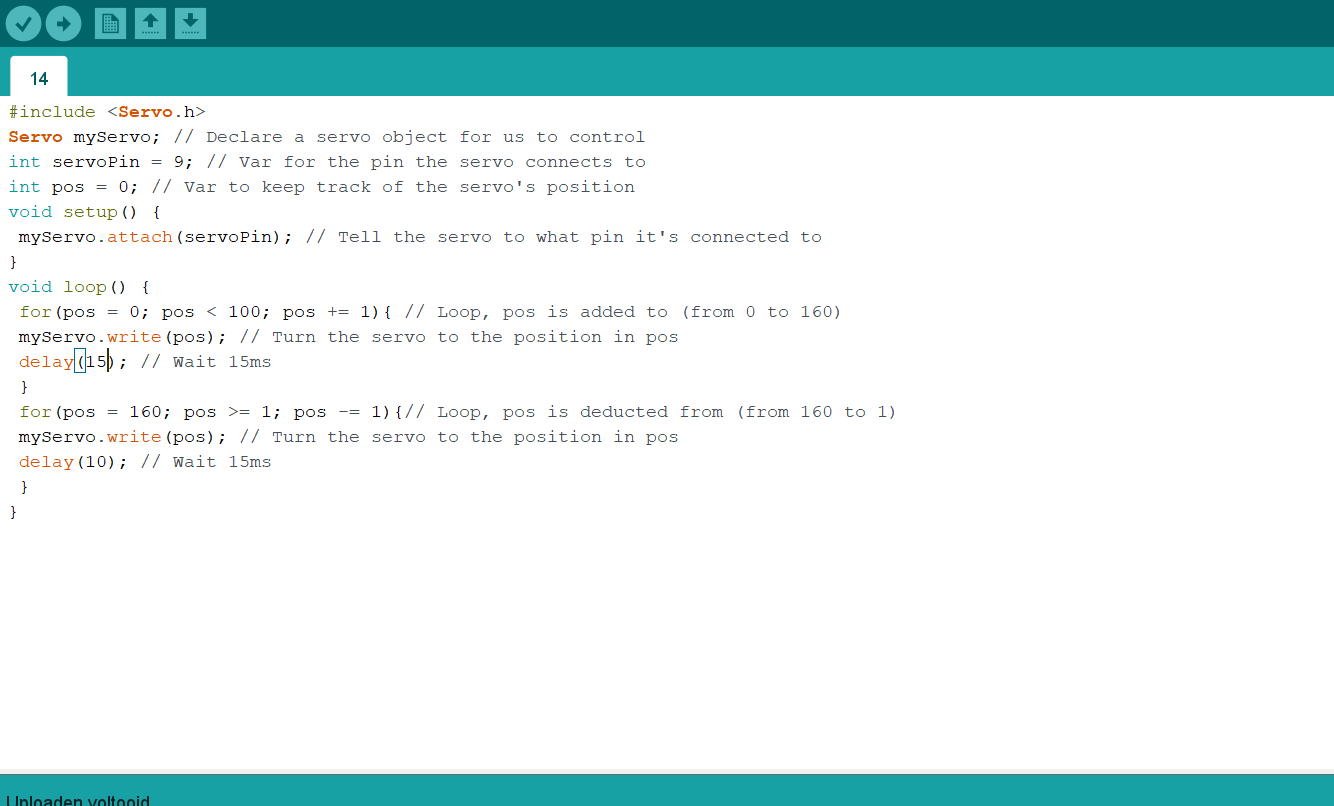 14
#include <Servo.h>
Servo myServo; // Declare a servo object for us to control
int servoPin = 9; // Var for the pin the servo connects to
int pos = 0; // Var to keep track of the servo's position
void setup() {
 myServo.attach(servoPin); // Tell the servo to what pin it's connected to
}
void loop() {
 for(pos = 0; pos < 100; pos += 1){ // Loop, pos is added to (from 0 to 160)
 myServo.write(pos); // Turn the servo to the position in pos
 delay(15); // Wait 15ms
 }
 for(pos = 160; pos >= 1; pos -= 1){// Loop, pos is deducted from (from 160 to 1)
 myServo.write(pos); // Turn the servo to the position in pos
 delay(10); // Wait 15ms
 }
}
Uploaden voltooid